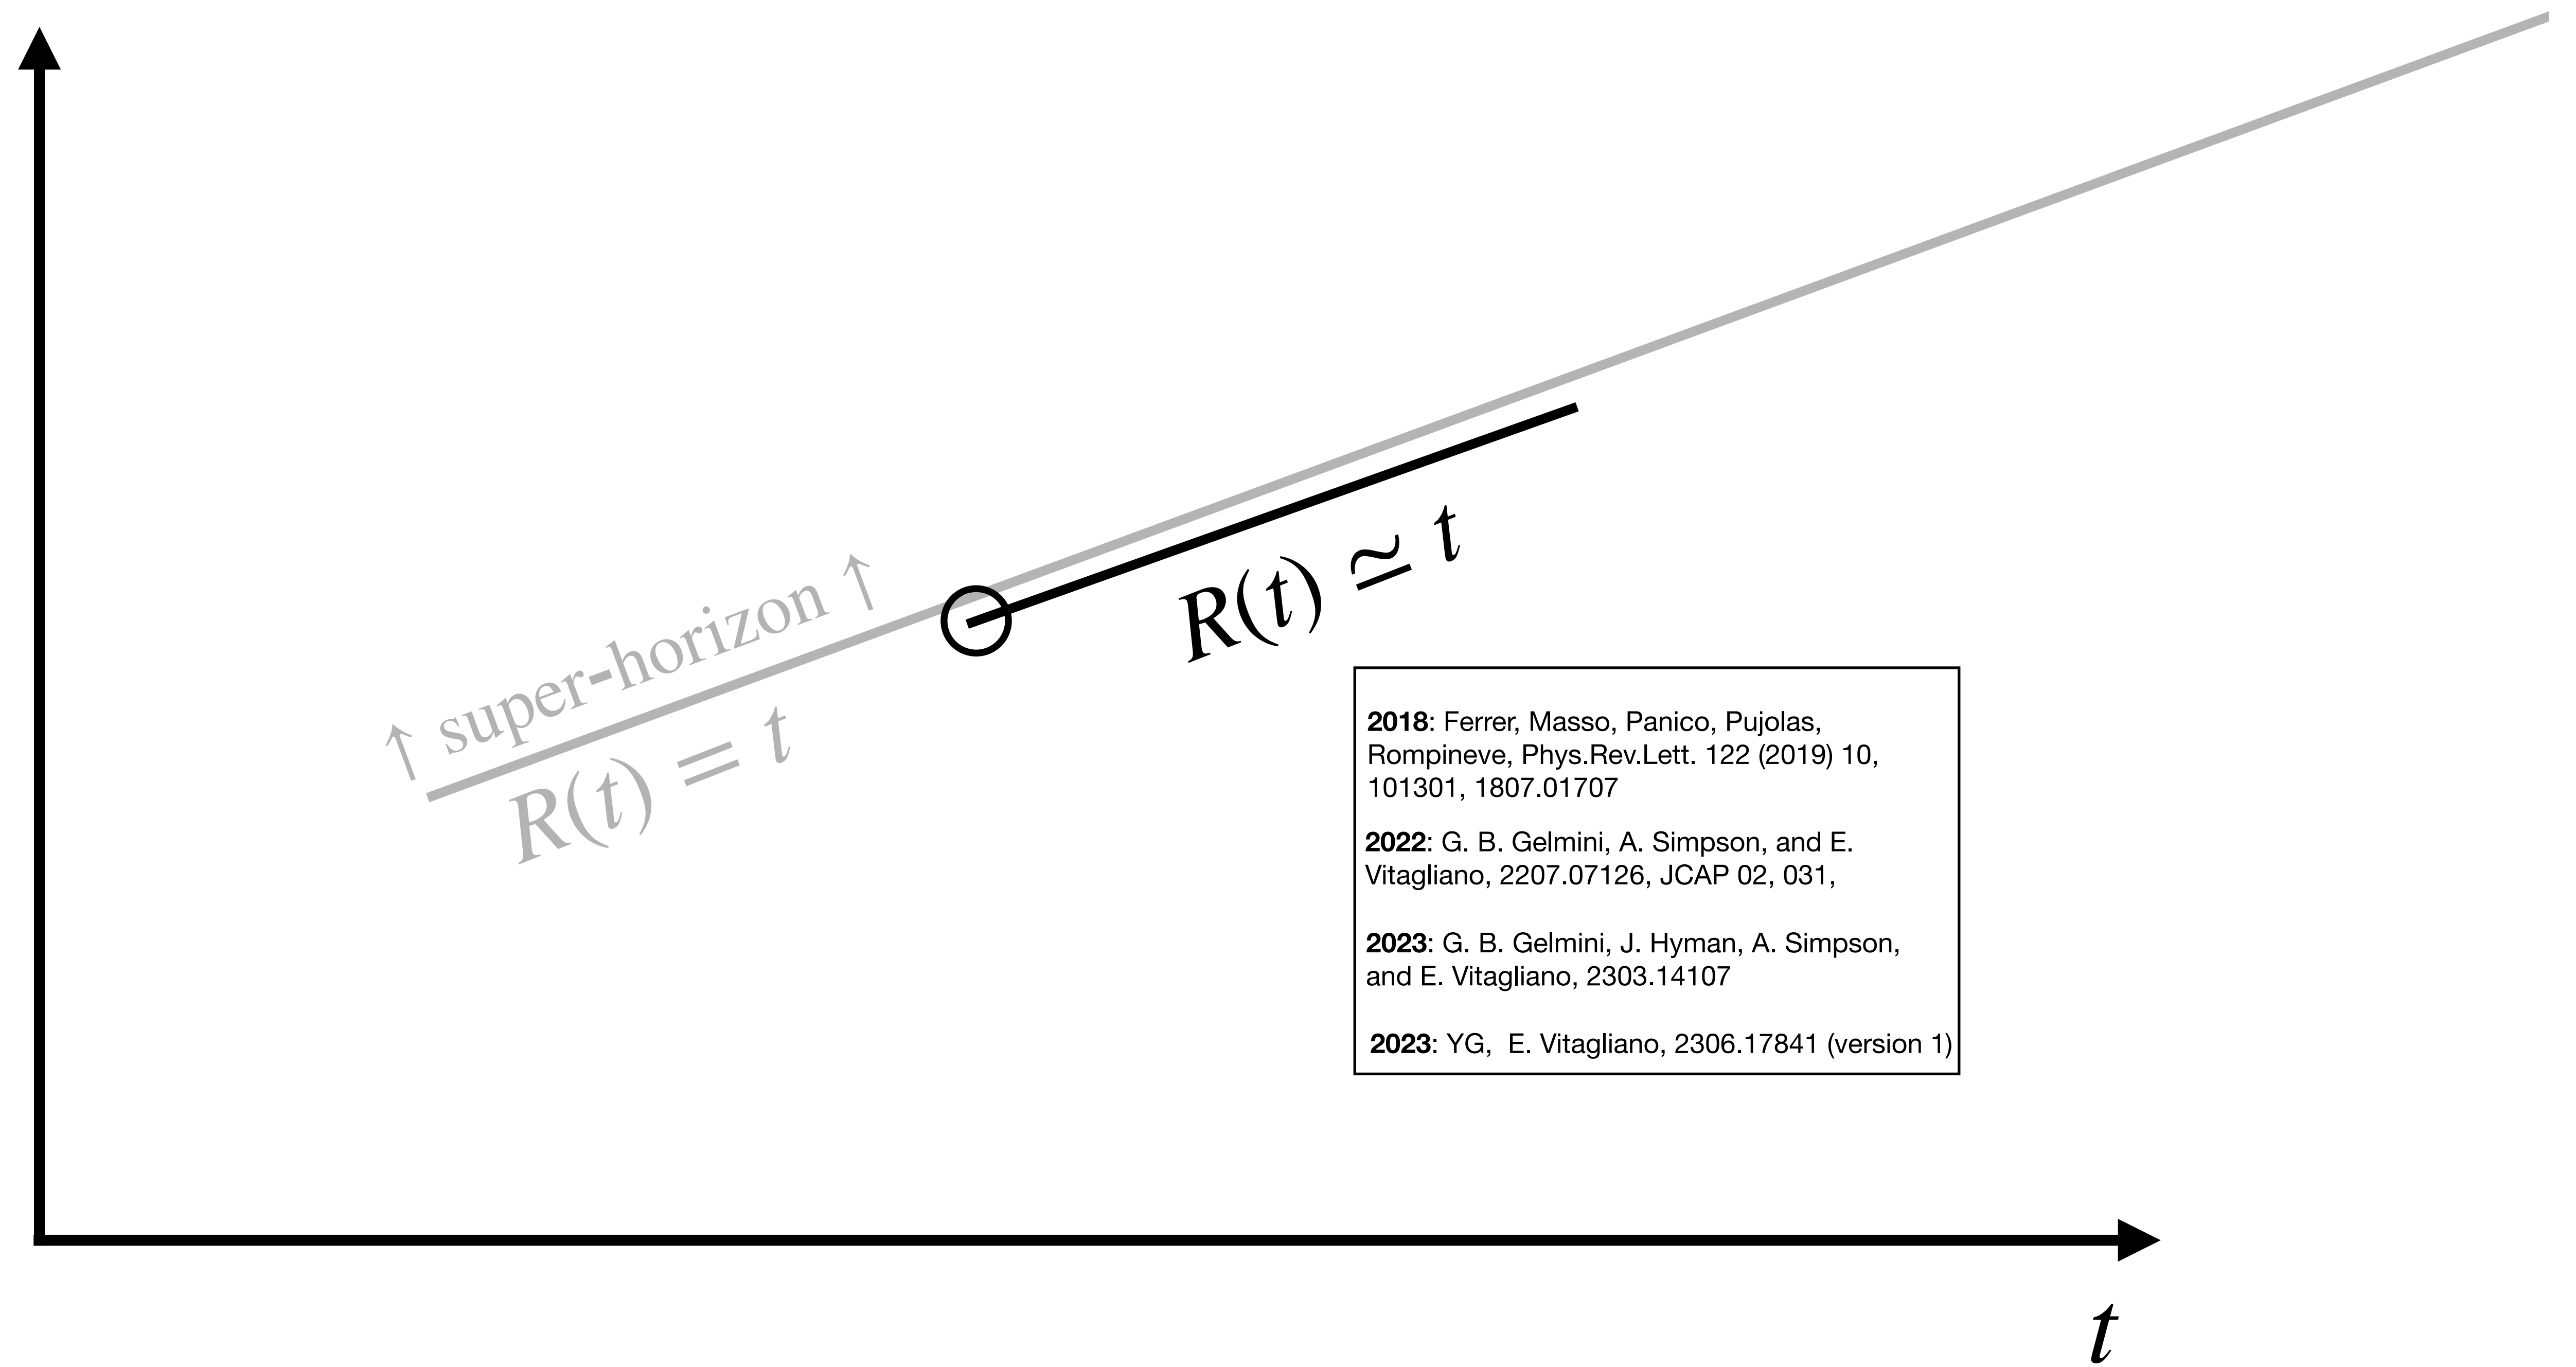 ↑ super-horizon ↑
R(t) = t
R(t) ≃ t
2018: Ferrer, Masso, Panico, Pujolas,
Rompineve, Phys.Rev.Lett. 122 (2019) 10,
101301, 1807.01707
2022: G. B. Gelmini, A. Simpson, and E.
Vitagliano, 2207.07126, JCAP 02, 031,
2023: G. B. Gelmini, J. Hyman, A. Simpson,
and E. Vitagliano, 2303.14107
2023: YG, E. Vitagliano, 2306.17841 (version 1)
t